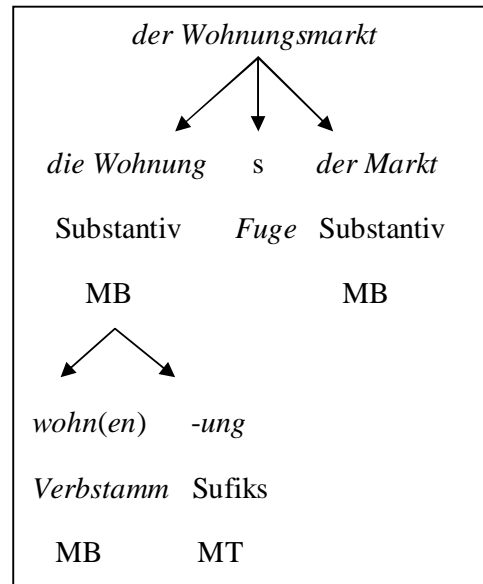 der Wohnungsmarkt
die Wohnung s der Markt
Substantiv Fuge Substantiv
MB MB
wohn(en) -ung
Verbstamm Sufiks
MB MT